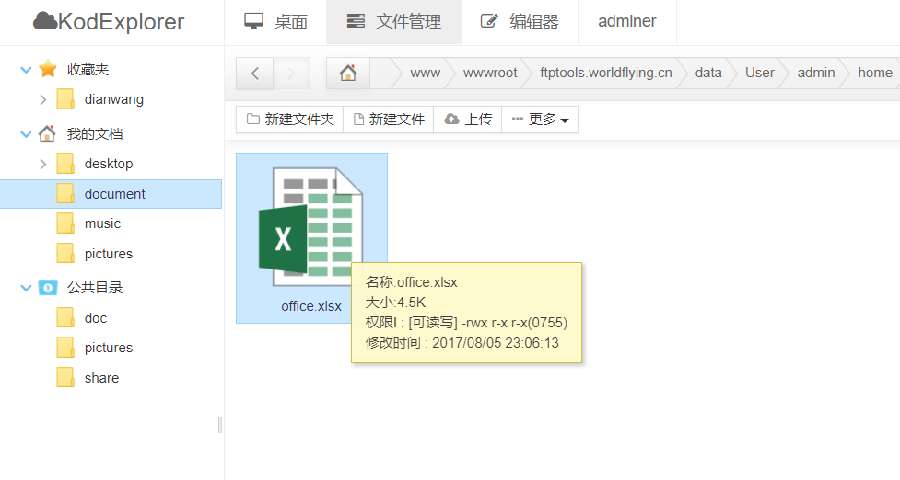 KodExplorer
桌面
文件管理
编辑器
adminer
收藏夹
dianwang
我的文档
desktop
document
music
pictures
公共目录
doc
pictures
share
www wwwroot ftptools.worldflying.cn data User admin home
新建文件夹 新建文件 上传 更多
X
office.xlsx
名称:office.xlsx
大小:4.5K
权限l : [可读写] -rwx r-x r-x(0755)
修改时间 : 2017/08/05 23:06:13